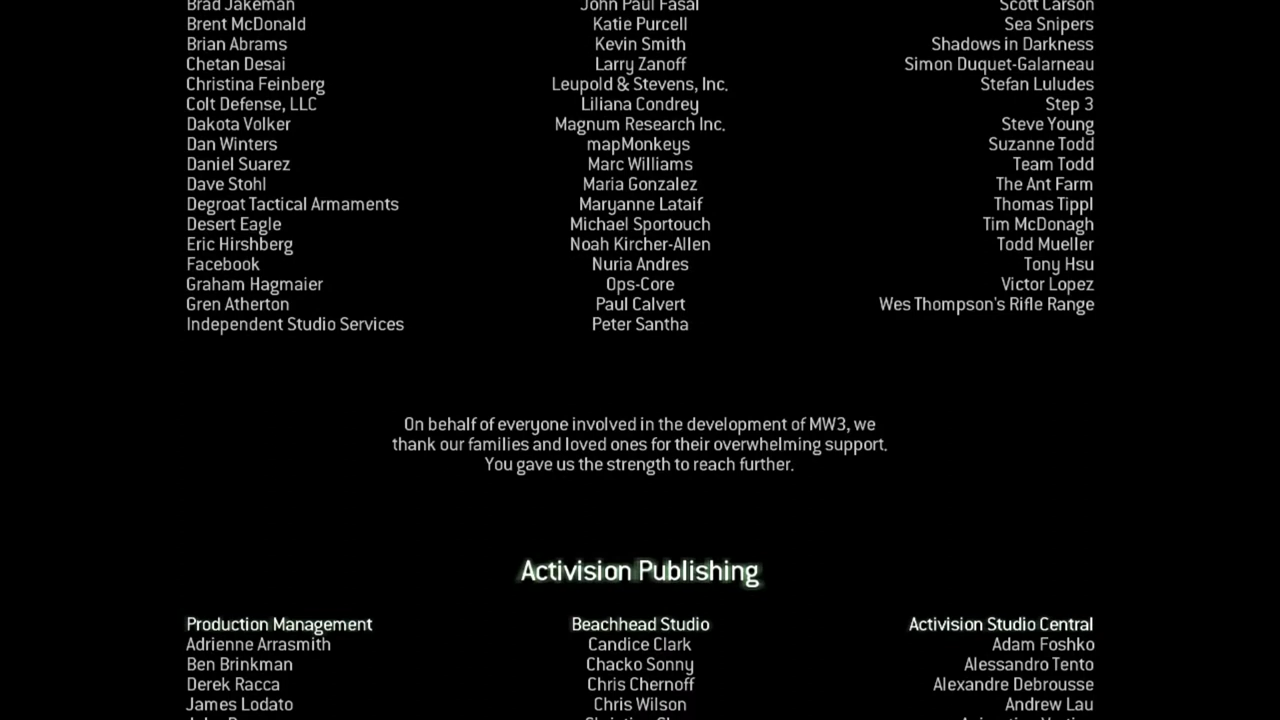 Brad Jakeman
Brent McDonald
Brian Abrams
Chetan Desai
Christina Feinberg
Colt Defense, LLC
Dakota Volker
Dan Winters
Daniel Suarez
Dave Stohl
Degroat Tactical Armaments
Desert Eagle
Eric Hirshberg
Facebook
Graham Hagmaier
Gren Atherton
Independent Studio Services
John Paul Fasal
Katie Purcell
Kevin Smith
Larry Zanoff
Leupold & Stevens, Inc.
Liliana Condrey
Magnum Research Inc.
mapMonkeys
Marc Williams
Maria Gonzalez
Maryanne Lataif
Michael Sportouch
Noah Kircher-Allen
Nuria Andres
Ops-Core
Paul Calvert
Peter Santha
Scott Carson
Sea Snipers
Shadows in Darkness
Simon Duquet-Galarneau
Stefan Luludes
Step 3
Steve Young
Suzanne Todd
Team Todd
The Ant Farm
Thomas Tippl
Tim McDonagh
Todd Mueller
Tony Hsu
Victor Lopez
Wes Thompson's Rifle Range
On behalf of everyone involved in the development of MW3, we
thank our families and loved ones for their overwhelming support.
You gave us the strength to reach further.
Activision Publishing
Production Management
Adrienne Arrasmith
Ben Brinkman
Derek Racca
James Lodato
Beachhead Studio
Candice Clark
Chacko Sonny
Chris Chernoff
Chris Wilson
Activision Studio Central
Adam Foshko
Alessandro Tento
Alexandre Debrousse
Andrew Lau